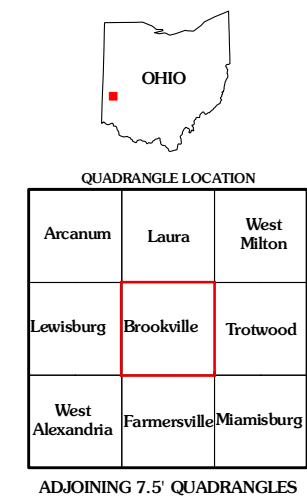 OHIO
QUADRANGLE LOCATION
Arcanum
Laura
West
Milton
Lewisburg
Brookville
Trotwood
West
Alexandria
Farmersville
Miamisburg
ADJOINING 7.5' QUADRANGLES